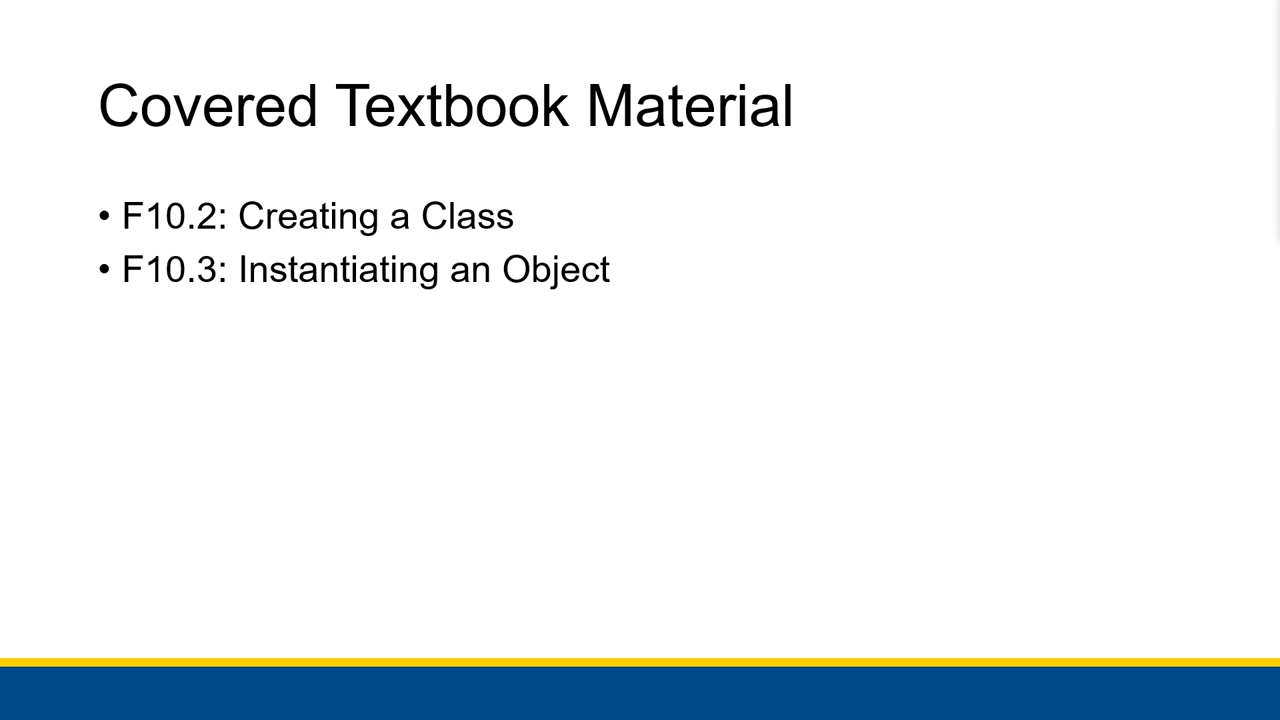 Covered Textbook Material
• F10.2: Creating a Class
• F10.3: Instantiating an Object